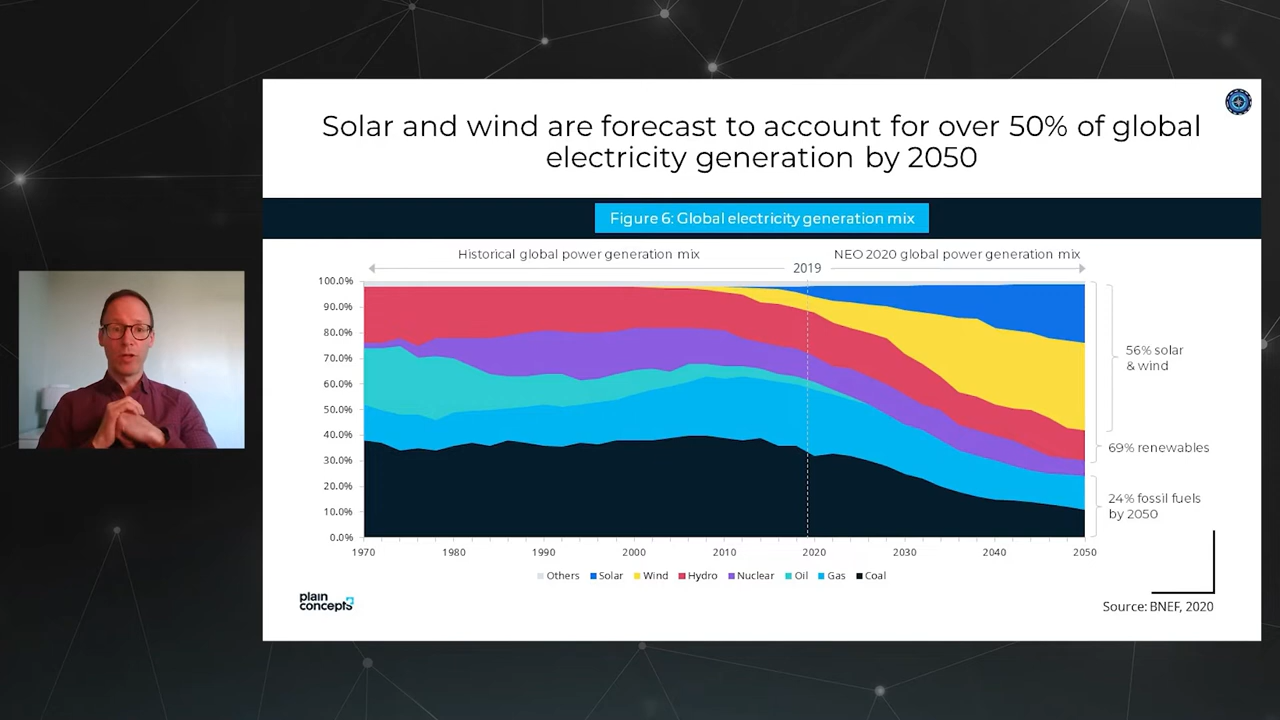 Solar and wind are forecast to account for over 50% of global
electricity generation by 2050
Figure 6: Global electricity generation mix
Historical global power generation mix
NEO 2020 global power generation mix
2019
100.0%
90.0%
80.0%
70.0%
60.0%
50.0%
40.0%
30.0%
20.0%
10.0%
0.0%
1970 1980 1990 2000 2010 2020 2030 2040 2050
56% solar
& wind
69% renewables
24% fossil fuels
by 2050
Others Solar Wind Hydro Nuclear Oil Gas Coal
plain
concepts
Source: BNEF, 2020